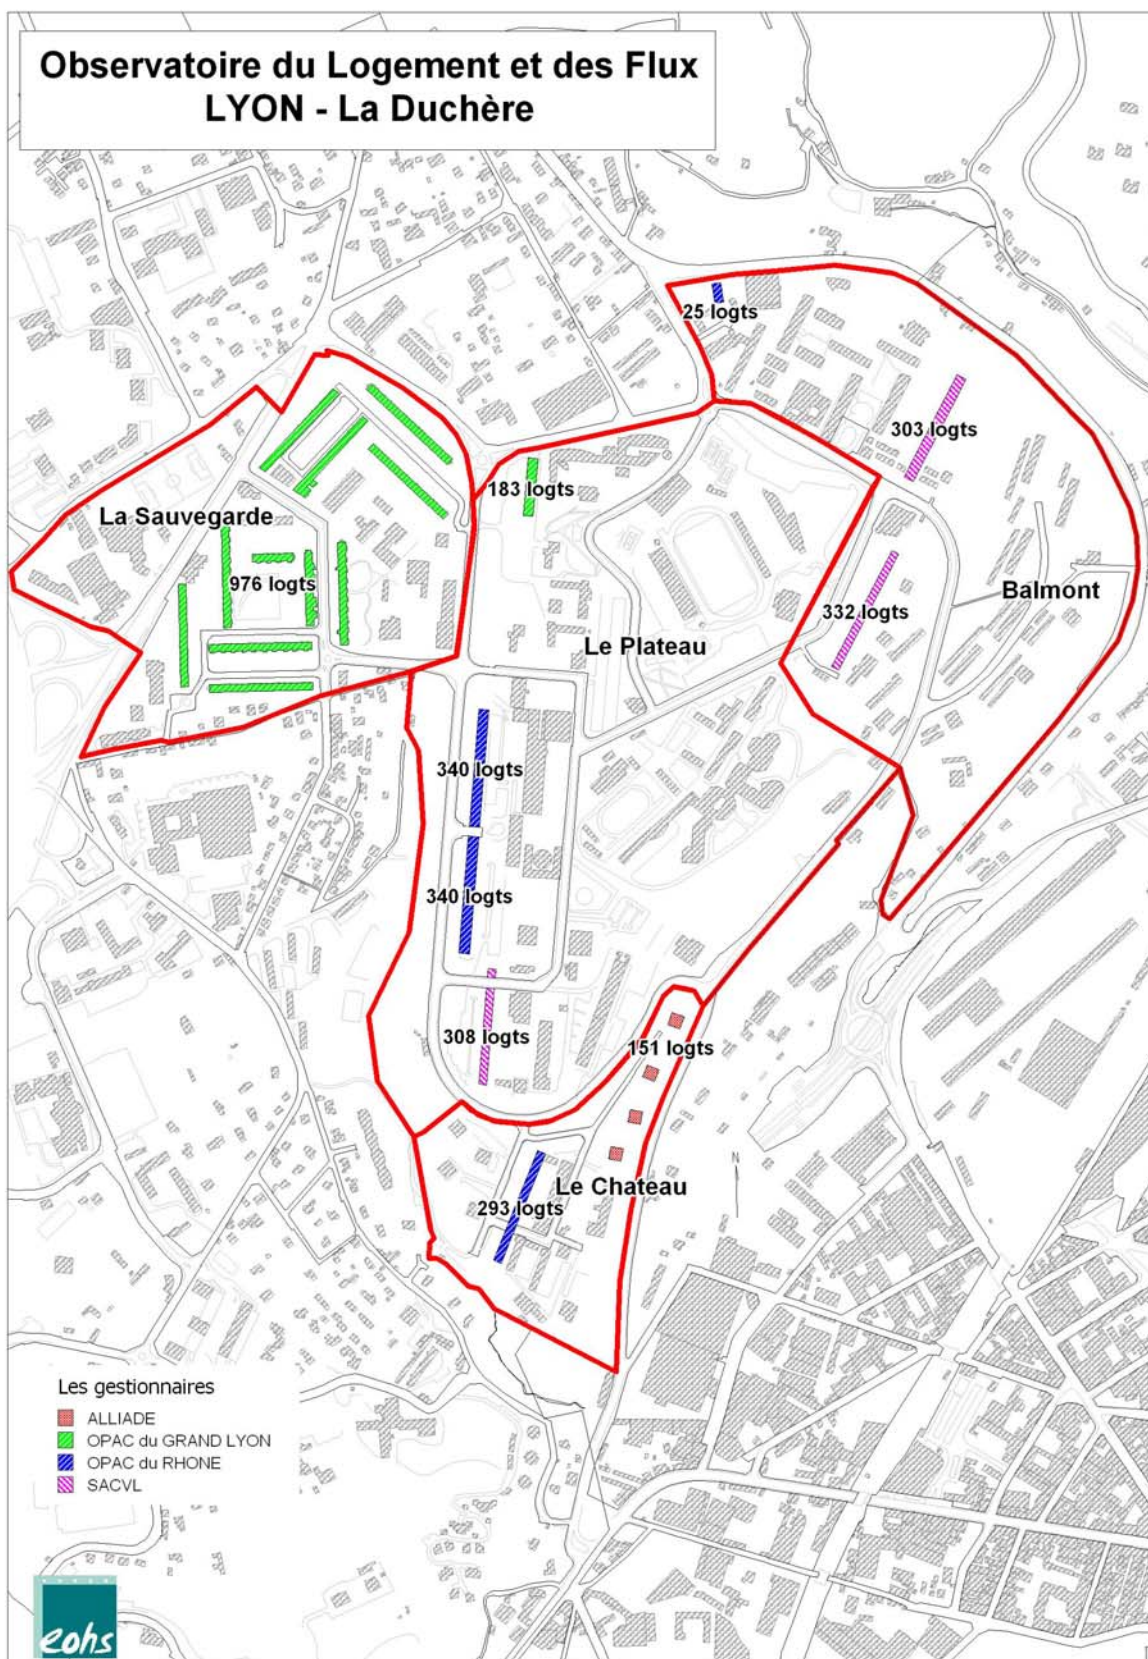 Observatoire du Logement et des Flux
LYON - La Duchère
25 logts
303 logts
183 logts
La Sauvegarde
976 logts
Balmont
332 logts
Le Plateau
340 logts
340 logts
308 logts
151 logts
N
Le Chateau
293 logts
Les gestionnaires
ALLIADE
OPAC du GRAND LYON
OPAC du RHONE
SACVL
eohs